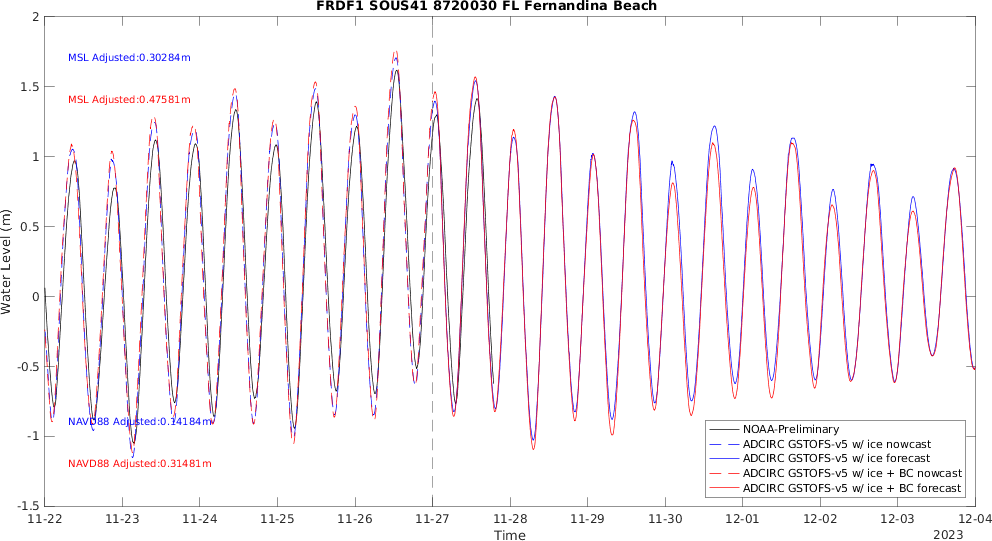 FRDF1 SOUS41 8720030 FL Fernandina Beach
2
1.5
1
0.5
0
-0.5
-1
-1.5
Water Level (m)
MSL Adjusted:0.30284m
MSL Adjusted:0.47581m
NAVD88 Adjusted:0.14184m
NAVD88 Adjusted:0.31481m
NOAA-Preliminary
ADCIRC GSTOFS-v5 w/ ice nowcast
ADCIRC GSTOFS-v5 w/ ice forecast
ADCIRC GSTOFS-v5 w/ ice + BC nowcast
ADCIRC GSTOFS-v5 w/ ice + BC forecast
11-22 11-23 11-24 11-25 11-26 11-27 11-28 11-29 11-30 12-01 12-02 12-03 12-04
Time
2023